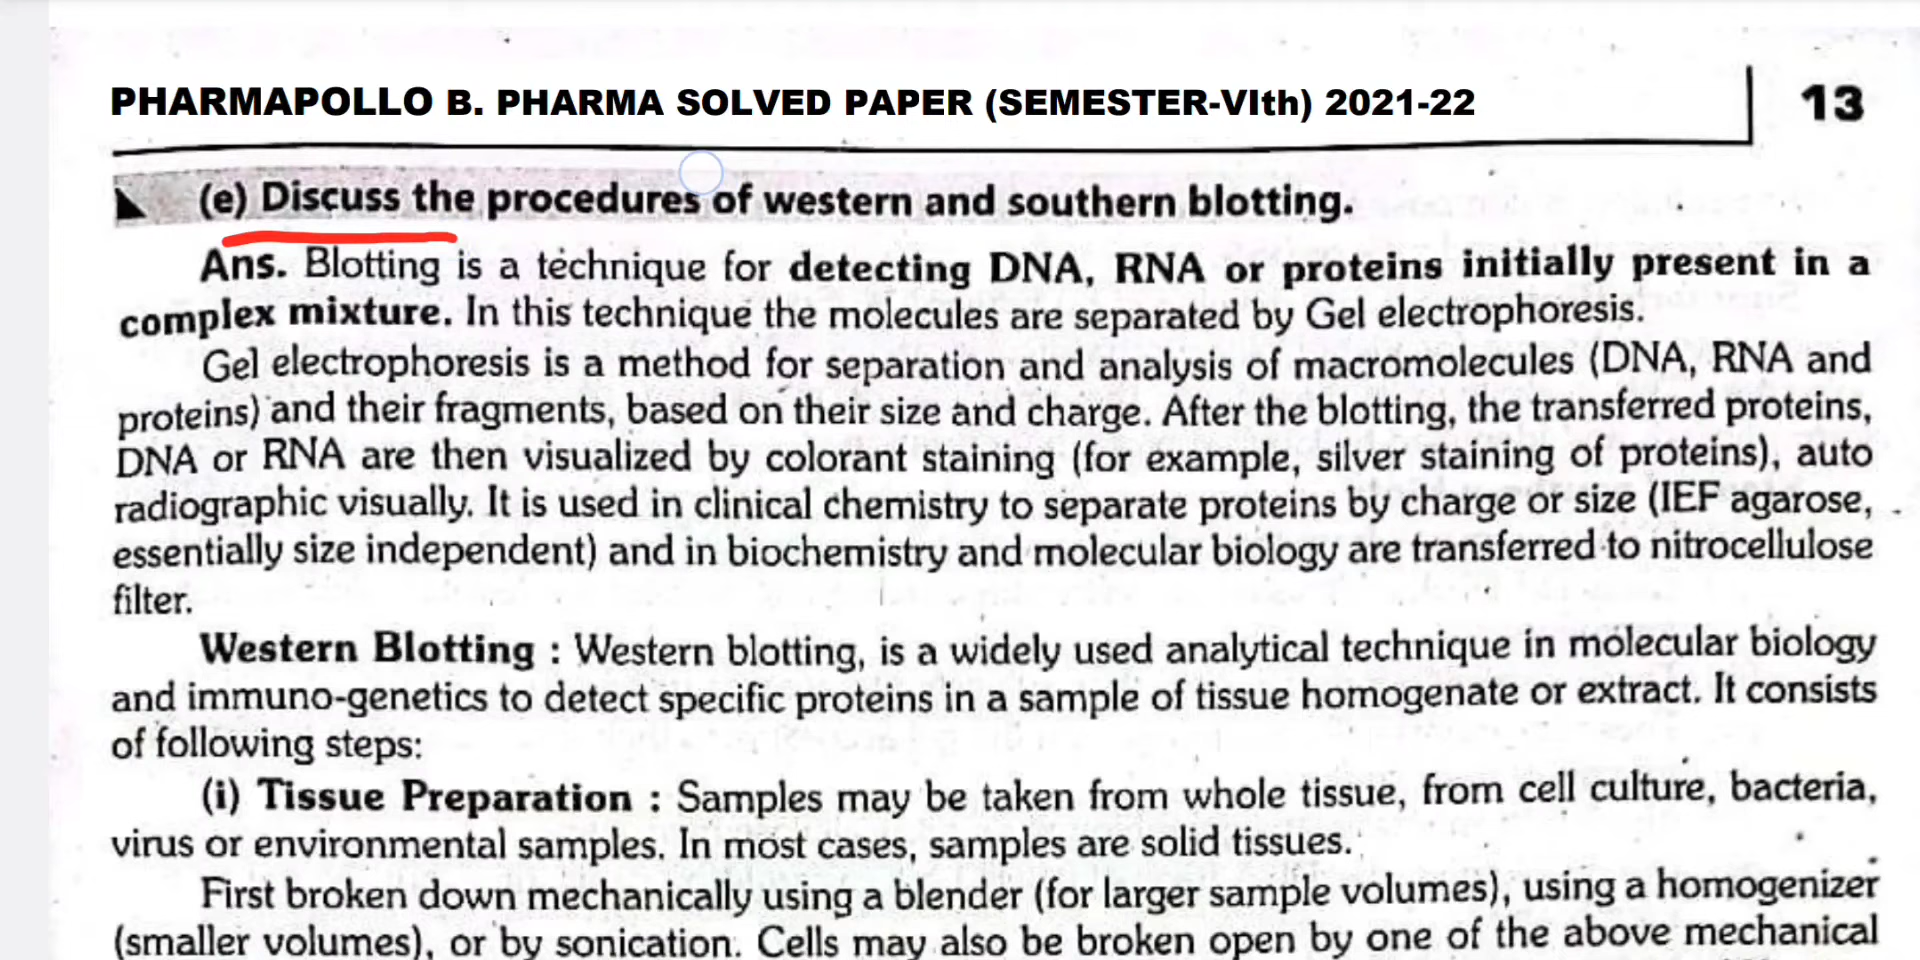 PHARMAPOLLO B. PHARMA SOLVED PAPER (SEMESTER-VIth) 2021-22
13
(e) Discuss the procedures of western and southern blotting.
Ans. Blotting is a technique for detecting DNA, RNA or proteins initially present in a
complex mixture. In this technique the molecules are separated by Gel electrophoresis.
Gel electrophoresis is a method for separation and analysis of macromolecules (DNA, RNA and
proteins) and their fragments, based on their size and charge. After the blotting, the transferred proteins,
DNA or RNA are then visualized by colorant staining (for example, silver staining of proteins), auto
radiographic visually. It is used in clinical chemistry to separate proteins by charge or size (IEF agarose,
essentially size independent) and in biochemistry and molecular biology are transferred to nitrocellulose
filter.
Western Blotting : Western blotting, is a widely used analytical technique in molecular biology
and immuno-genetics to detect specific proteins in a sample of tissue homogenate or extract. It consists
of following steps:
(i) Tissue Preparation : Samples may be taken from whole tissue, from cell culture, bacteria,
virus or environmental samples. In most cases, samples are solid tissues.
First broken down mechanically using a blender (for larger sample volumes), using a homogenizer
(smaller volumes), or by sonication. Cells may also be broken open by one of the above mechanical